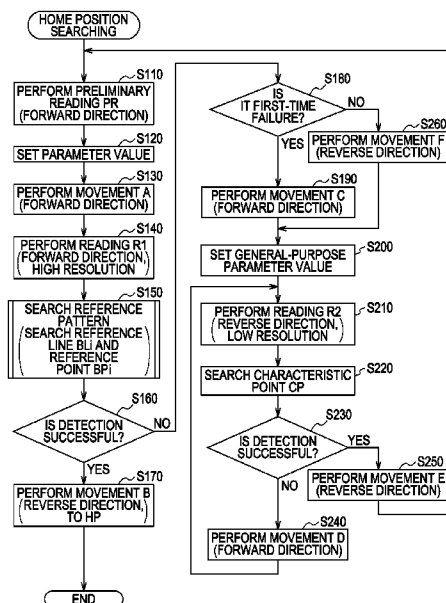 HOME POSITION
SEARCHING
S110
PERFORM PRELIMINARY
READING PR
(FORWARD DIRECTION)
S120
SET PARAMETER VALUE
S130
PERFORM MOVEMENT A
(FORWARD DIRECTION)
S140
PERFORM READING R1
(FORWARD DIRECTION,
HIGH RESOLUTION)
S150
SEARCH REFERENCE
PATTERN
(SEARCH REFERENCE
LINE BLi AND
REFERENCE
POINT BPi)
S160
IS DETECTION
SUCCESSFUL?
NO
YES
S170
PERFORM MOVEMENT B
(REVERSE DIRECTION,
TO HP)
END
S180
IS
IT FIRST-TIME
FAILURE?
NO
YES
S260
PERFORM MOVEMENT F
(REVERSE DIRECTION)
S190
PERFORM MOVEMENT C
(FORWARD DIRECTION)
S200
SET GENERAL-PURPOSE
PARAMETER VALUE
S210
PERFORM READING R2
(REVERSE DIRECTION,
LOW RESOLUTION)
S220
SEARCH CHARACTERISTIC
POINT CP
S230
IS DETECTION
SUCCESSFUL?
YES
NO
S250
PERFORM MOVEMENT E
(REVERSE DIRECTION)
S240
PERFORM MOVEMENT D
(FORWARD DIRECTION)